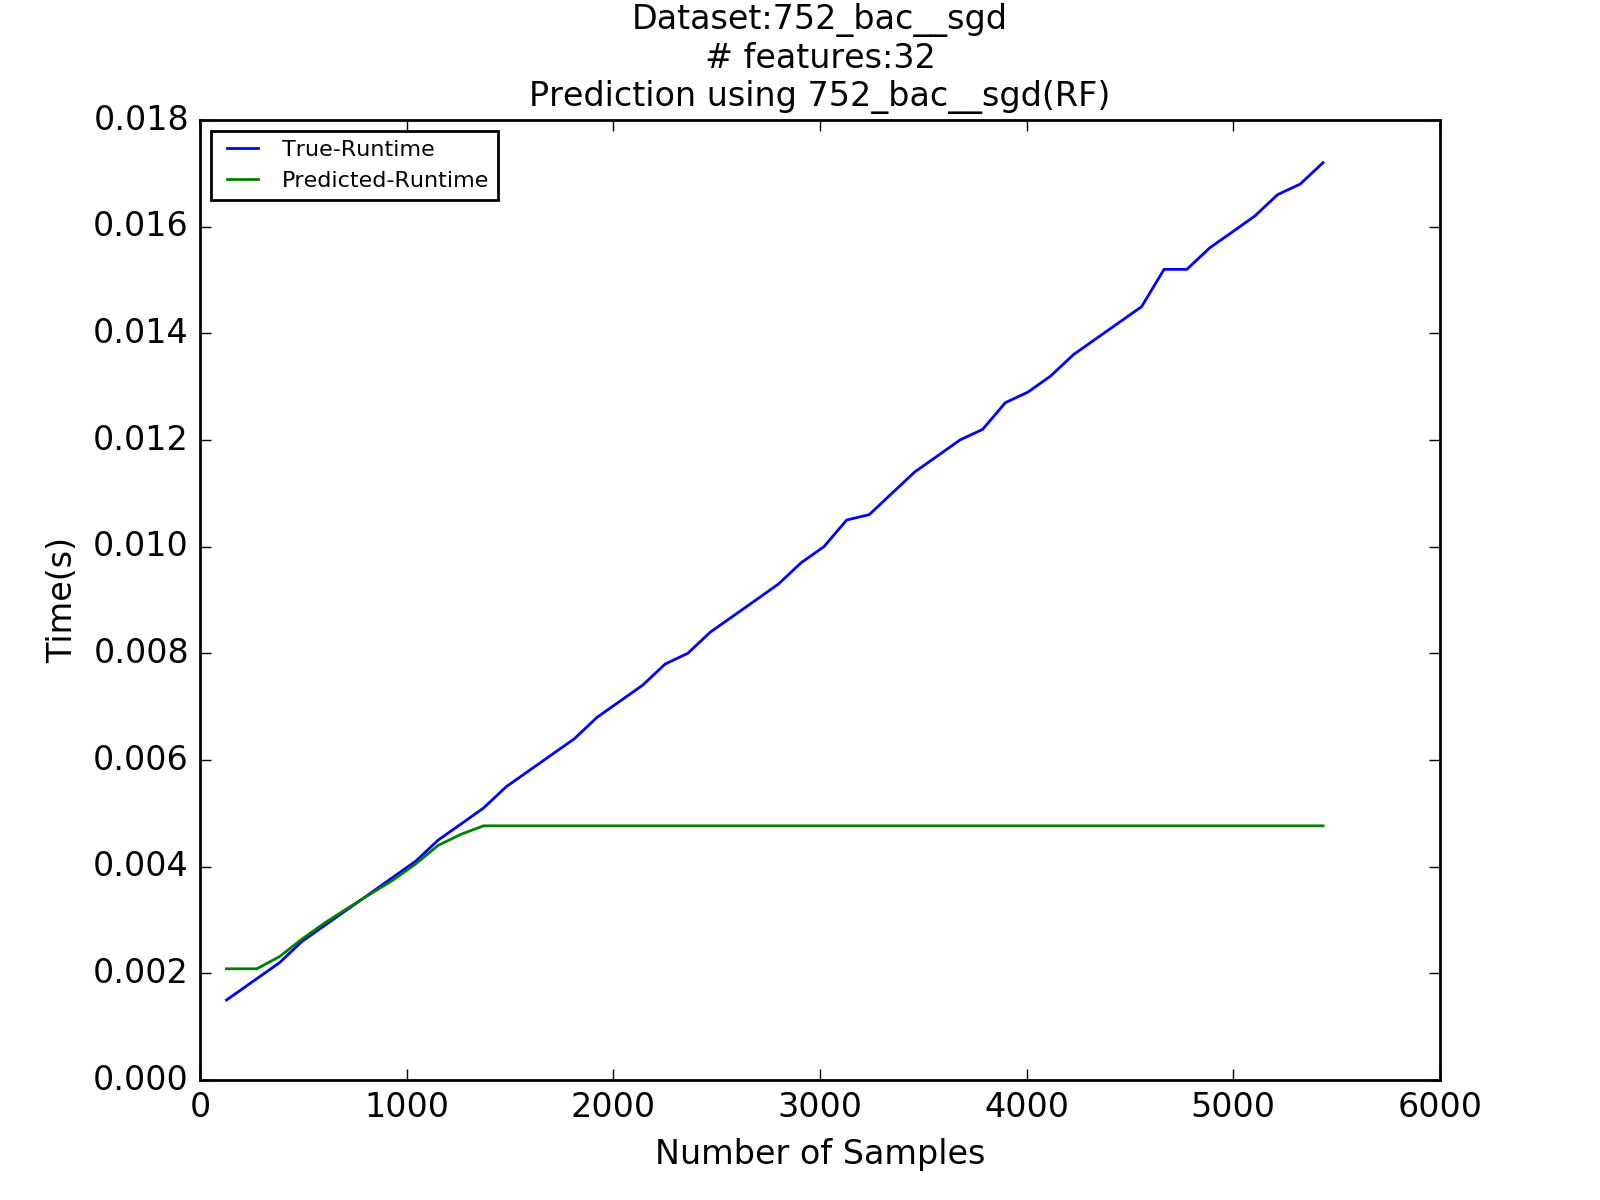 Dataset:752_bac__sgd
# features:32
Prediction using 752_bac__sgd(RF)
True-Runtime
Predicted-Runtime
0.018
0.016
0.014
0.012
0.010
0.008
0.006
0.004
0.002
0.000
Time(s)
0 1000 2000 3000 4000 5000 6000
Number of Samples